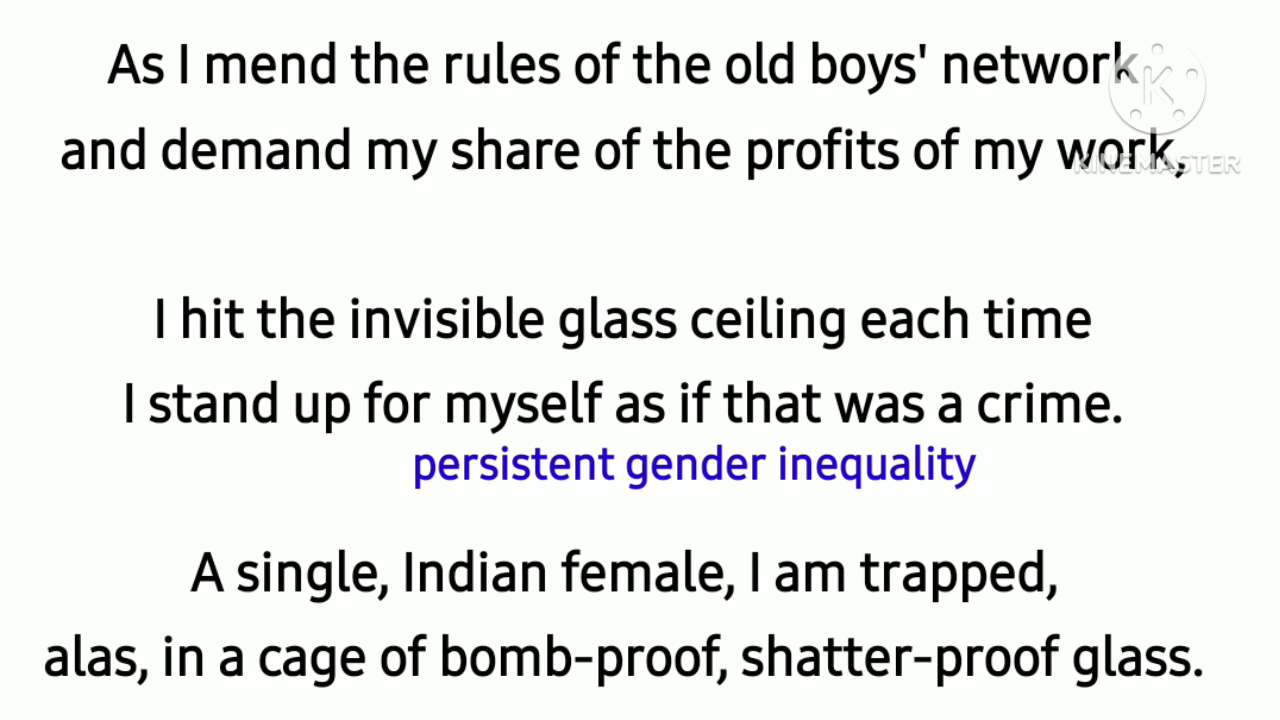 As I mend the rules of the old boys' network
and demand my share of the profits of my work,
I hit the invisible glass ceiling each time
I stand up for myself as if that was a crime.
persistent gender inequality
A single, Indian female, I am trapped,
alas, in a cage of bomb-proof, shatter-proof glass.
K
KINEMASTER